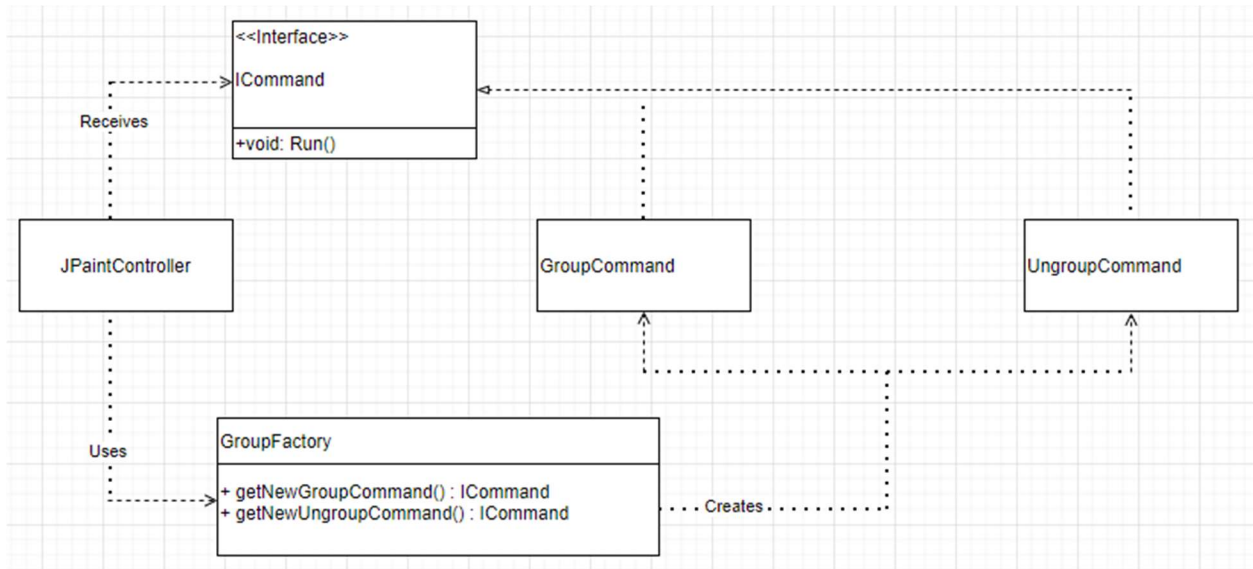 <<Interface>>
ICommand
+void: Run()
Receives
JPaintController
GroupCommand
UngroupCommand
Uses
GroupFactory
+ getNewGroupCommand() : ICommand
+ getNewUngroupCommand() : ICommand
Creates